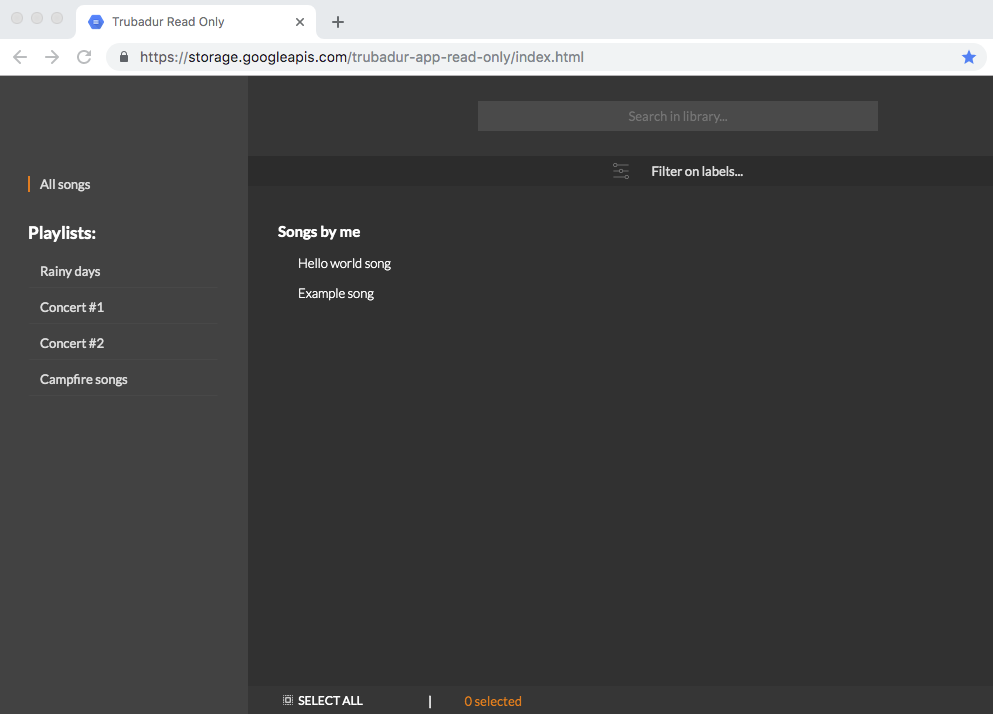 Trubadur Read Only
https://storage.googleapis.com/trubadur-app-read-only/index.html
Search in library...
Filter on labels...
All songs
Playlists:
Rainy days
Concert #1
Concert #2
Campfire songs
Songs by me
Hello world song
Example song
SELECT ALL | 0 selected